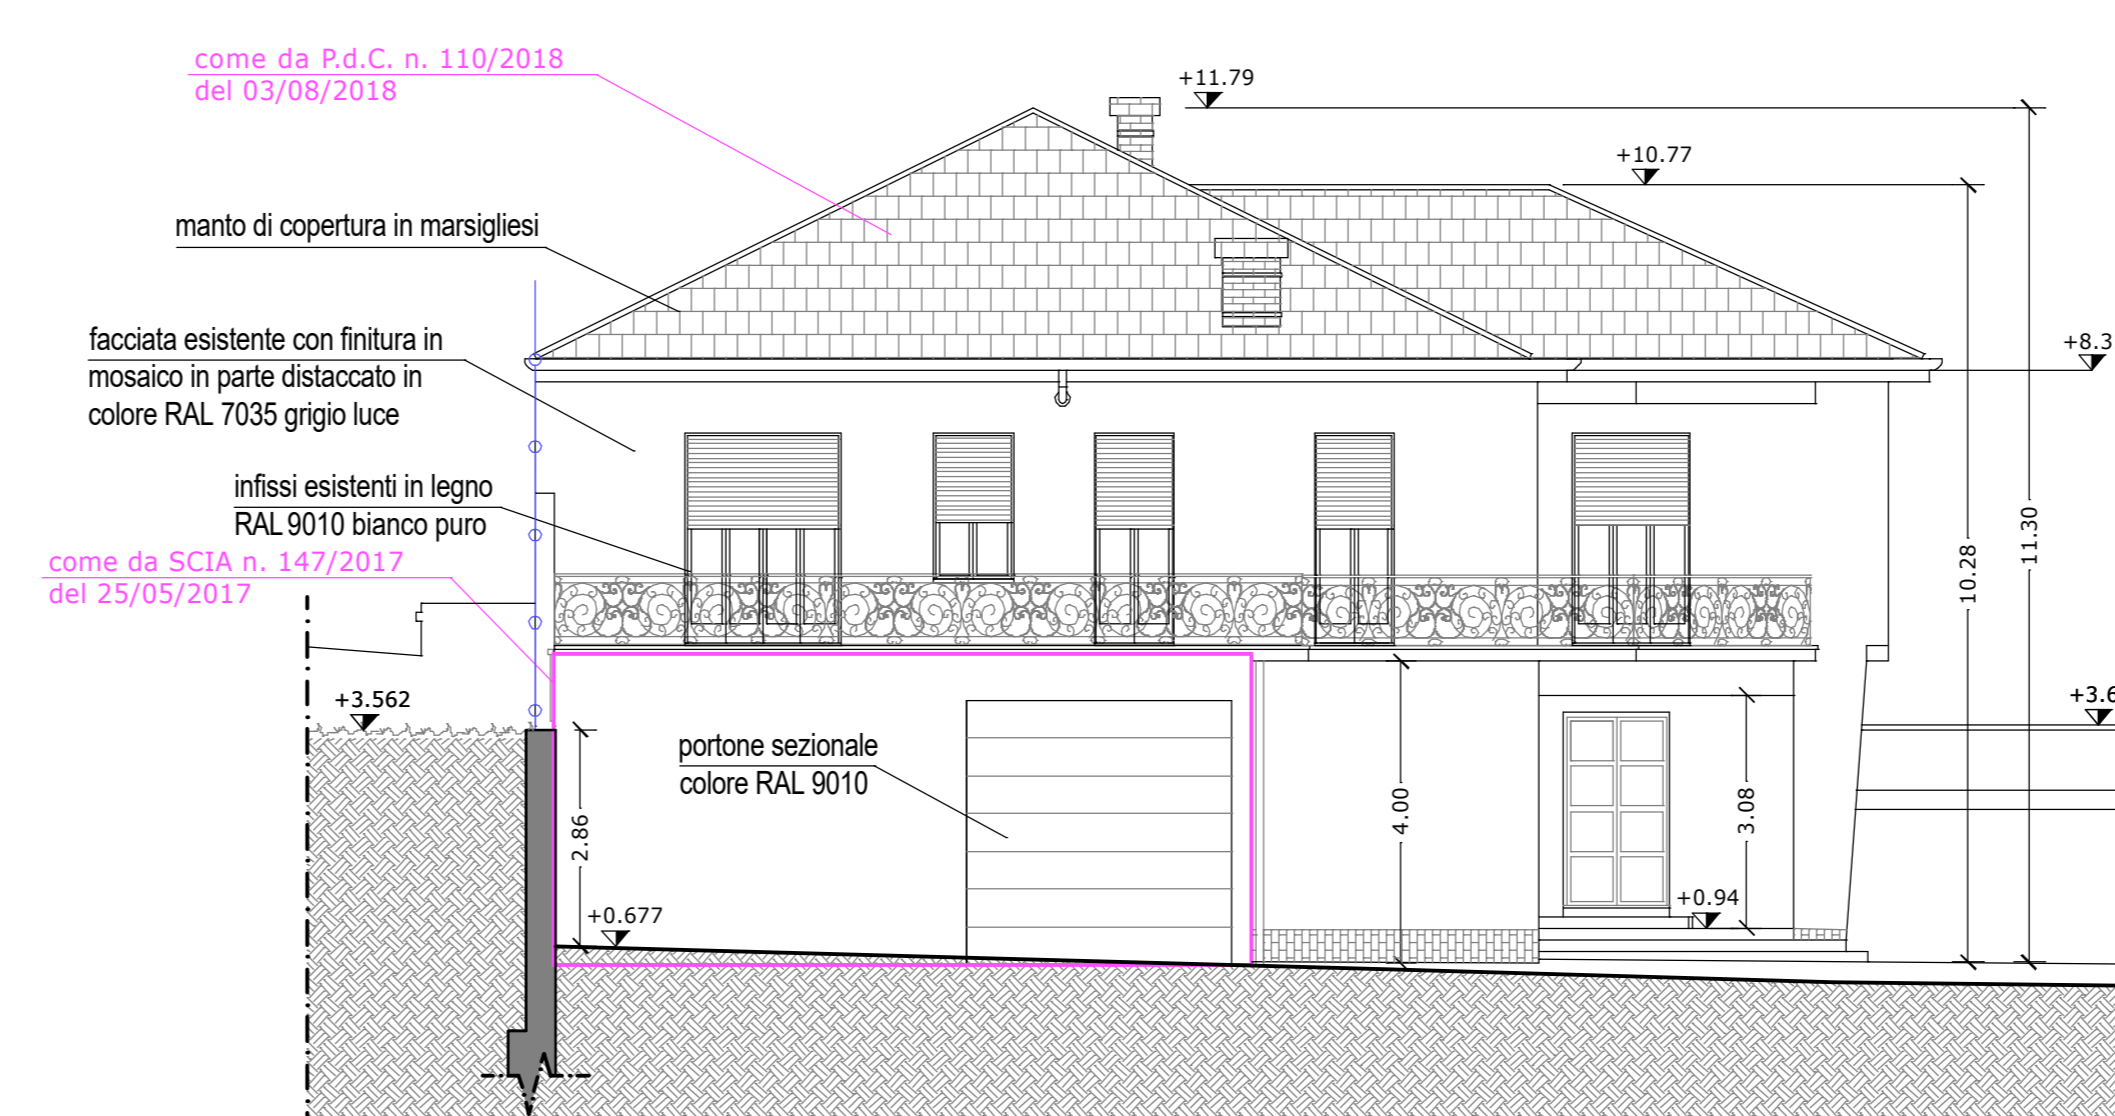 come da P.d.C. n. 110/2018
del 03/08/2018
+11.79
+10.77
manto di copertura in marsigliesi
facciata esistente con finitura in
mosaico in parte distaccato in
colore RAL 7035 grigio luce
+8.3
infissi esistenti in legno
RAL 9010 bianco puro
11.30
10.28
come da SCIA n. 147/2017
del 25/05/2017
+3.562
+3.6
portone sezionale
colore RAL 9010
2.86
4.00
3.08
+0.677
+0.94